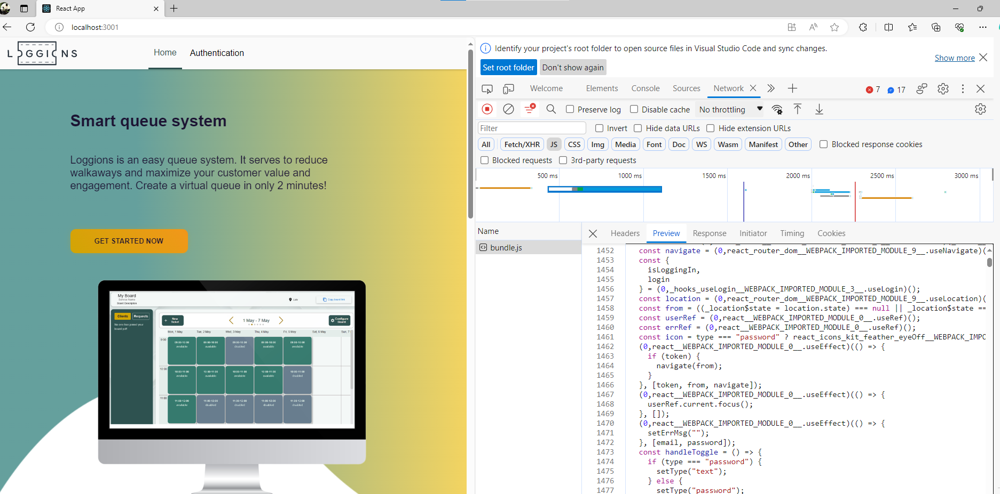 React App
localhost:3001
LOGGIONS
Home
Authentication
Smart queue system
Loggions is an easy queue system. It serves to reduce
walkaways and maximize your customer value and
engagement. Create a virtual queue in only 2 minutes!
GET STARTED NOW
My Board
Service Name
Board Description
Lviv
Copy board link
Clients
Requests
No one has joined your
board yet!
New
Ticket
1 May - 7 May
Configure
Board
Mon, 1 May
Tue, 2 May
Wed, 3 May
Thu, 4 May
Fri, 5 May
Sat, 6 May
Sun, 7
9:00
09:00-10:00
available
09:00-10:00
available
09:00-10:00
disabled
09:00-10:00
available
09:00-10:00
available
10:00
10:00-11:00
available
10:00-11:00
available
10:00-11:00
available
10:00-11:00
available
10:00-11:00
disabled
11:00
11:00-12:00
available
11:00-12:00
disabled
11:00-12:00
disabled
11:00-12:00
disabled
11:00-12:00
disabled
Identify your project's root folder to open source files in Visual Studio Code and sync changes.
Set root folder
Don't show again
Show more
Welcome
Elements
Console
Sources
Network
7
17
Preserve log
Disable cache
No throttling
Filter
Invert
Hide data URLs
Hide extension URLs
All
Fetch/XHR
JS
CSS
Img
Media
Font
Doc
WS
Wasm
Manifest
Other
Blocked response cookies
Blocked requests
3rd-party requests
500 ms
1000 ms
1500 ms
2000 ms
2500 ms
3000 ms
Name
bundle.js
Headers
Preview
Response
Initiator
Timing
Cookies
1452 const navigate = (0,react_router_dom__WEBPACK_IMPORTED_MODULE_9__.useNavigate)(
1453 const {
1454 isLoggingIn,
1455 login
1456 } = (0,_hooks_useLogin__WEBPACK_IMPORTED_MODULE_3__.useLogin)();
1457 const location = (0,react_router_dom__WEBPACK_IMPORTED_MODULE_9__.useLocation)(
1458 const from = ((_location$state = location.state) === null || _location$state ==
1459 const userRef = (0,react__WEBPACK_IMPORTED_MODULE_0__.useRef)();
1460 const errRef = (0,react__WEBPACK_IMPORTED_MODULE_0__.useRef)();
1461 const icon = type === "password" ? react_icons_kit_feather_eyeOff__WEBPACK_IMPO
1462 (0,react__WEBPACK_IMPORTED_MODULE_0__.useEffect)(() => {
1463 if (token) {
1464 navigate(from);
1465 }
1466 }, [token, from, navigate]);
1467 (0,react__WEBPACK_IMPORTED_MODULE_0__.useEffect)(() => {
1468 userRef.current.focus();
1469 }, []);
1470 (0,react__WEBPACK_IMPORTED_MODULE_0__.useEffect)(() => {
1471 setErrMsg("");
1472 }, [email, password]);
1473 const handleToggle = () => {
1474 if (type === "password") {
1475 setType("text");
1476 } else {
1477 setType("password");